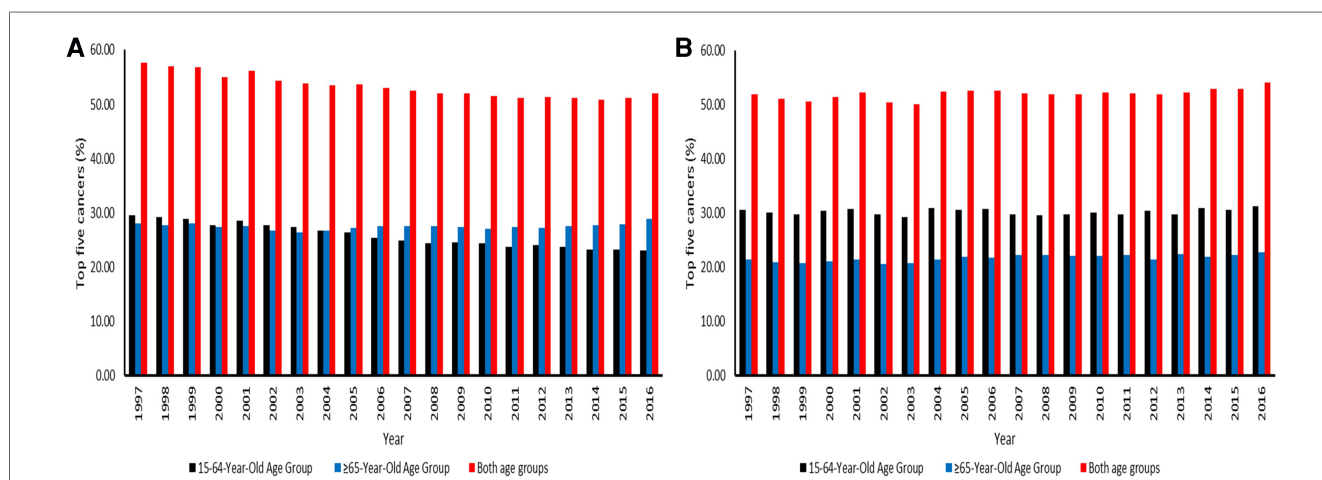 A
Top five cancers (%)
60.00
50.00
40.00
30.00
20.00
10.00
0.00
1997 1998 1999 2000 2001 2002 2003 2004 2005 2006 2007 2008 2009 2010 2011 2012 2013 2014 2015 2016
Year
15-64-Year-Old Age Group ≥65-Year-Old Age Group Both age groups
B
Top five cancers (%)
60.00
50.00
40.00
30.00
20.00
10.00
0.00
1997 1998 1999 2000 2001 2002 2003 2004 2005 2006 2007 2008 2009 2010 2011 2012 2013 2014 2015 2016
Year
15-64-Year-Old Age Group ≥65-Year-Old Age Group Both age groups